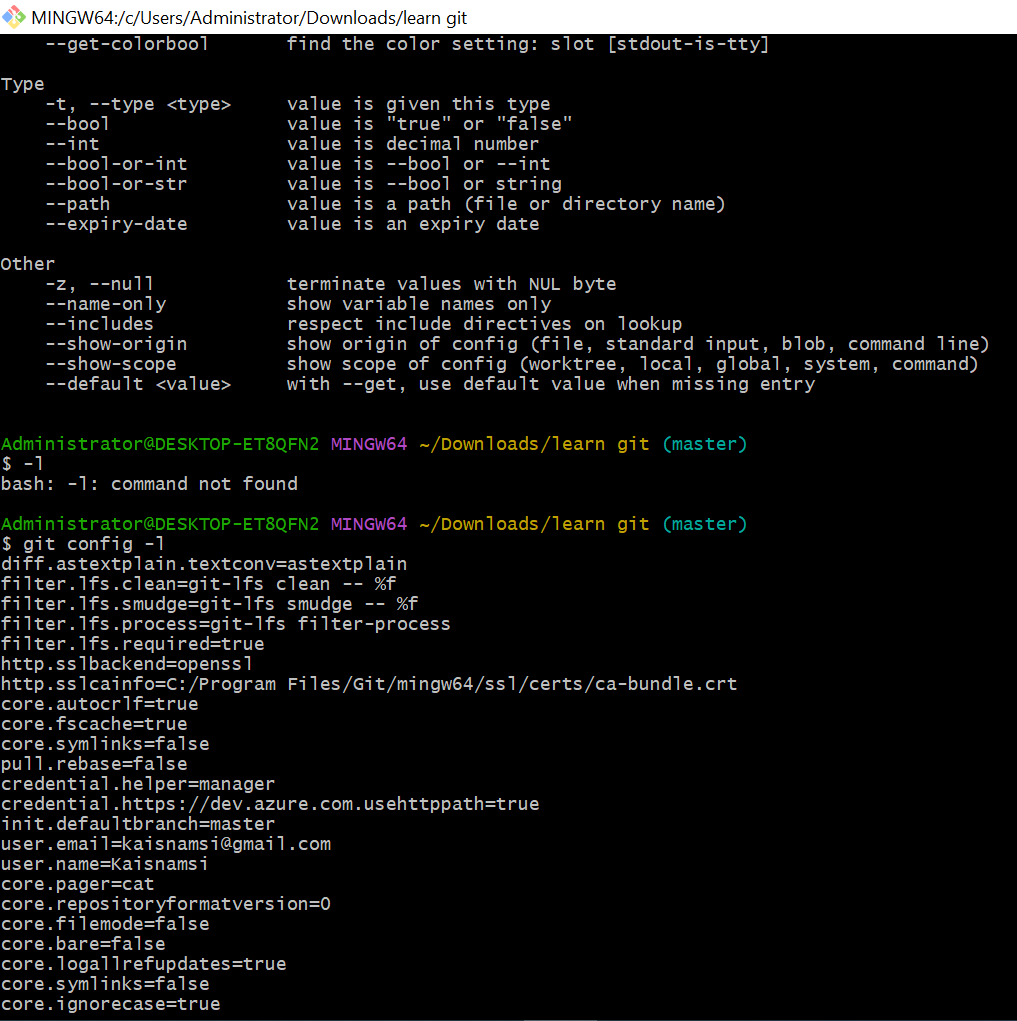 MINGW64:/c/Users/Administrator/Downloads/learn git
    --get-colorbool       find the color setting: slot [stdout-is-tty]

Type
    -t, --type <type>     value is given this type
    --bool                value is "true" or "false"
    --int                 value is decimal number
    --bool-or-int         value is --bool or --int
    --bool-or-str         value is --bool or string
    --path                value is a path (file or directory name)
    --expiry-date         value is an expiry date

Other
    -z, --null            terminate values with NUL byte
    --name-only           show variable names only
    --includes            respect include directives on lookup
    --show-origin         show origin of config (file, standard input, blob, command line)
    --show-scope          show scope of config (worktree, local, global, system, command)
    --default <value>     with --get, use default value when missing entry

Administrator@DESKTOP-ET8QFN2 MINGW64 ~/Downloads/learn git (master)
$ -l
bash: -l: command not found

Administrator@DESKTOP-ET8QFN2 MINGW64 ~/Downloads/learn git (master)
$ git config -l
diff.astextplain.textconv=astextplain
filter.lfs.clean=git-lfs clean -- %f
filter.lfs.smudge=git-lfs smudge -- %f
filter.lfs.process=git-lfs filter-process
filter.lfs.required=true
http.sslbackend=openssl
http.sslcainfo=C:/Program Files/Git/mingw64/ssl/certs/ca-bundle.crt
core.autocrlf=true
core.fscache=true
core.symlinks=false
pull.rebase=false
credential.helper=manager
credential.https://dev.azure.com.usehttppath=true
init.defaultbranch=master
user.email=kaisnamsi@gmail.com
user.name=Kaisnamsi
core.pager=cat
core.repositoryformatversion=0
core.filemode=false
core.bare=false
core.logallrefupdates=true
core.symlinks=false
core.ignorecase=true